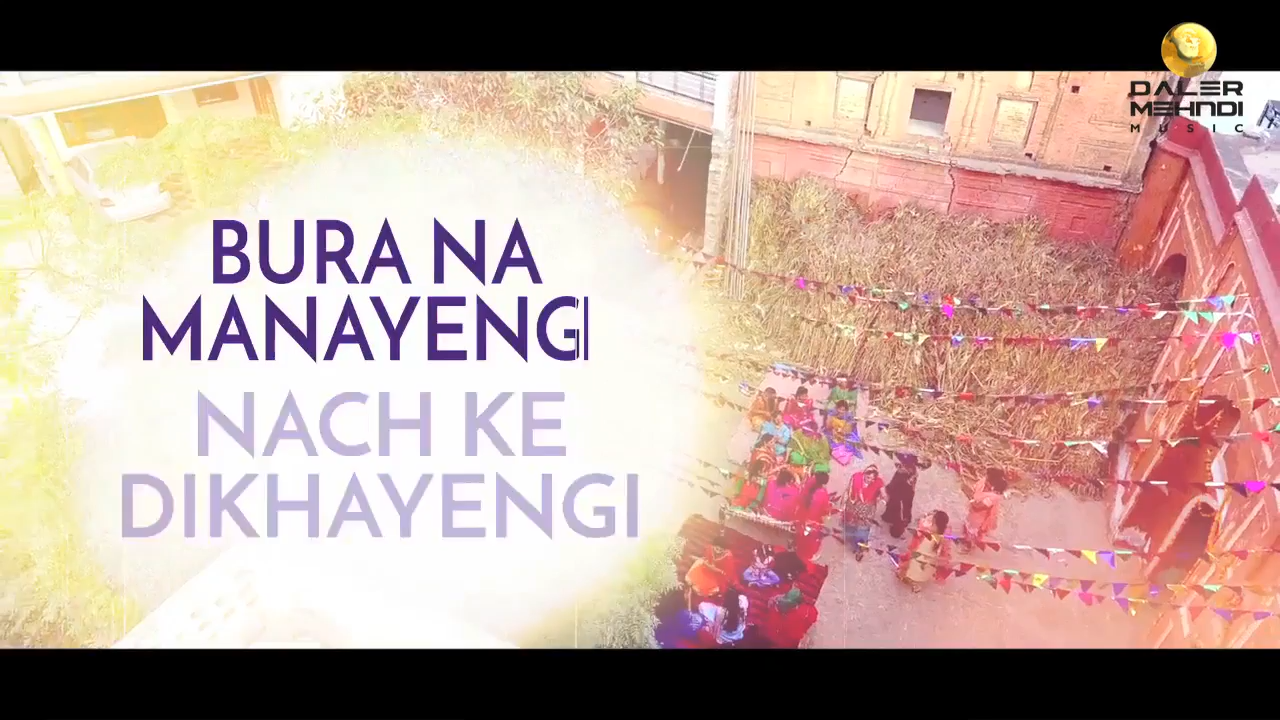 DALER
MEHNDI
MUSIC
BURA NA
MANAYENGI
NACH KE
DIKHAYENGI